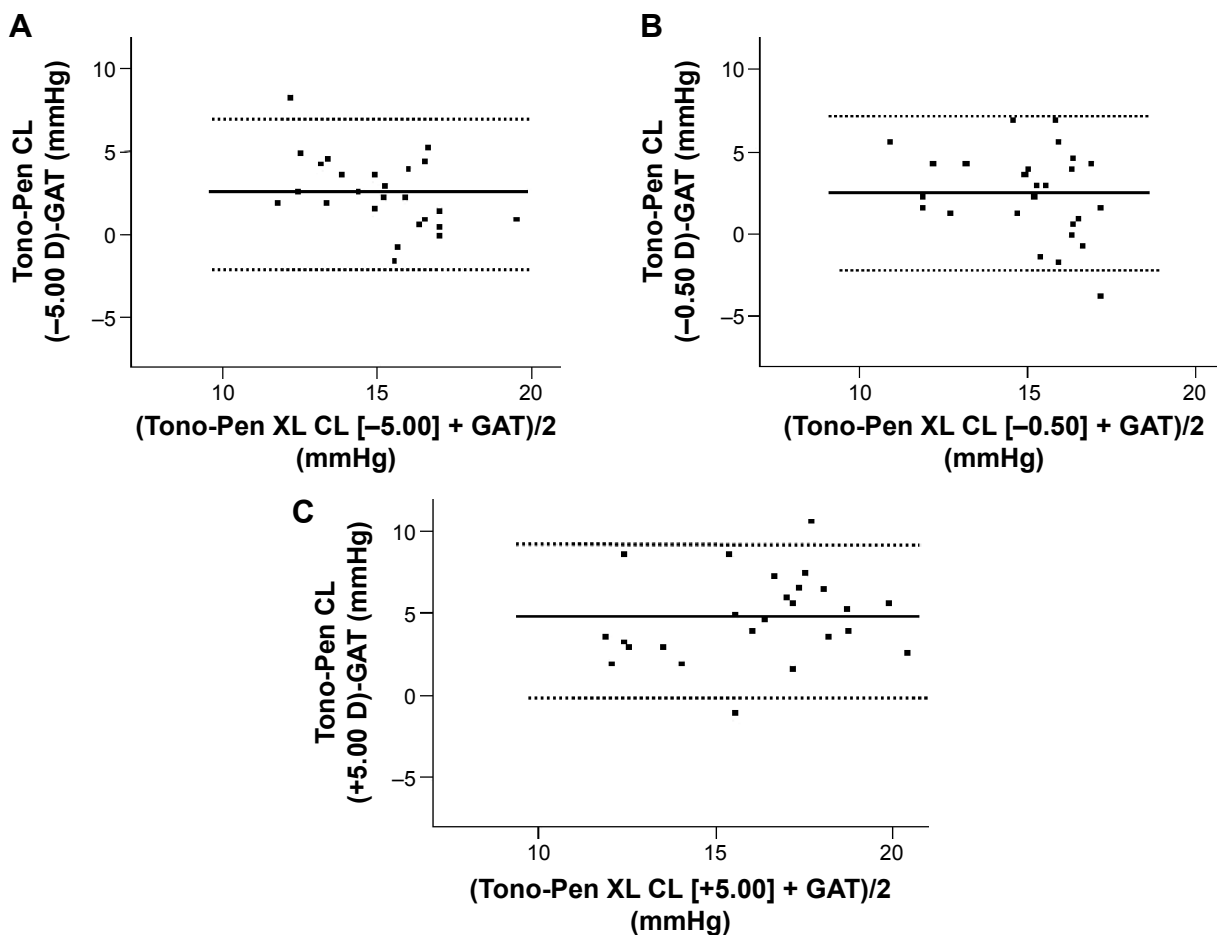 A
Tono-Pen CL
(–5.00 D)-GAT (mmHg)
10
5
0
–5
10
15
20
(Tono-Pen XL CL [–5.00] + GAT)/2
(mmHg)
B
Tono-Pen CL
(–0.50 D)-GAT (mmHg)
10
5
0
–5
10
15
20
(Tono-Pen XL CL [–0.50] + GAT)/2
(mmHg)
C
Tono-Pen CL
(+5.00 D)-GAT (mmHg)
10
5
0
–5
10
15
20
(Tono-Pen XL CL [+5.00] + GAT)/2
(mmHg)